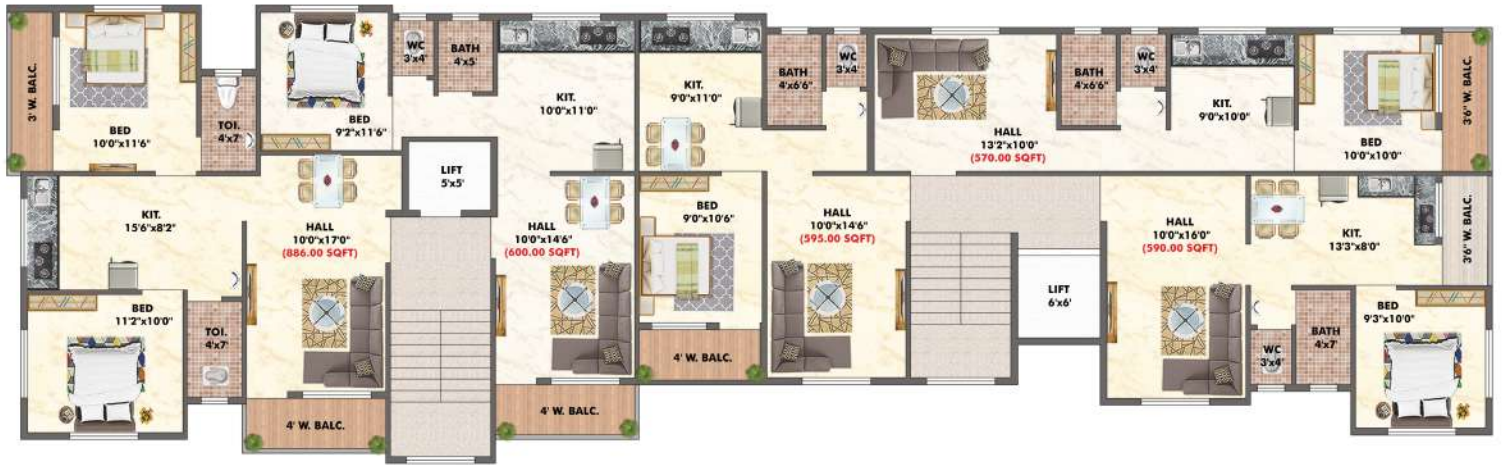 3' W. BALC.
BED
10'0"x11'6"
TOI.
4'x7'
BED
9'2"x11'6"
WC
3'x4'
BATH
4'x5'
KIT.
10'0"x11'0"
KIT.
9'0"x11'0"
BATH
4'x6'6"
WC
3'x4'
HALL
13'2"x10'0"
(570.00 SQFT)
BATH
4'x6'6"
WC
3'x4'
KIT.
9'0"x10'0"
BED
10'0"x10'0"
3'6" W. BALC.
KIT.
15'6"x8'2"
HALL
10'0"x17'0"
(886.00 SQFT)
LIFT
5'x5'
HALL
10'0"x14'6"
(600.00 SQFT)
BED
9'0"x10'6"
HALL
10'0"x14'6"
(595.00 SQFT)
LIFT
6'x6'
HALL
10'0"x16'0"
(590.00 SQFT)
KIT.
13'3"x8'0"
3'6" W. BALC.
BED
11'2"x10'0"
TOI.
4'x7'
4' W. BALC.
4' W. BALC.
4' W. BALC.
WC
3'x4'
BATH
4'x7'
BED
9'3"x10'0"